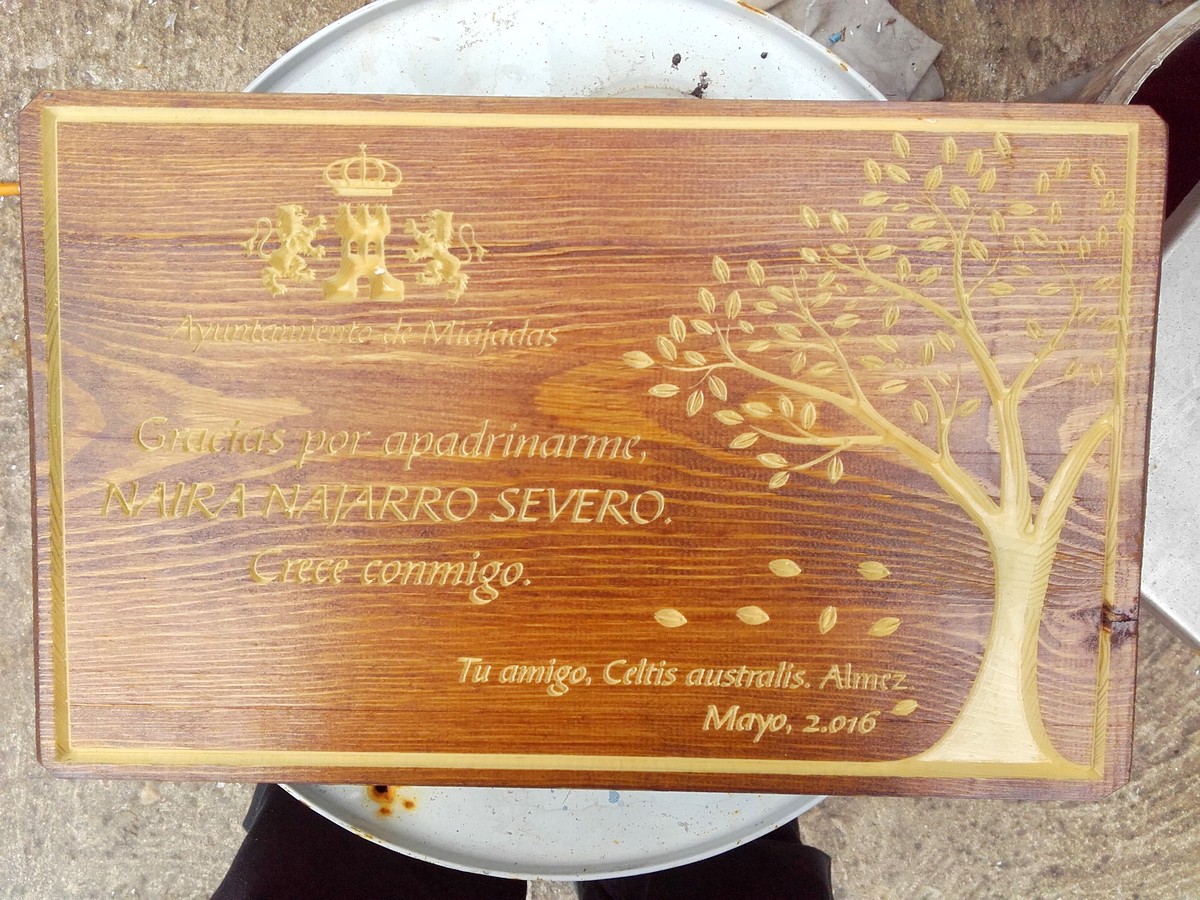 Ayuntamiento de Miajadas
Gracias por apadrinarme,
NAIRA NAJARRO SEVERO.
Crece conmigo.
Tu amigo, Celtis australis. Almez.
Mayo, 2.016